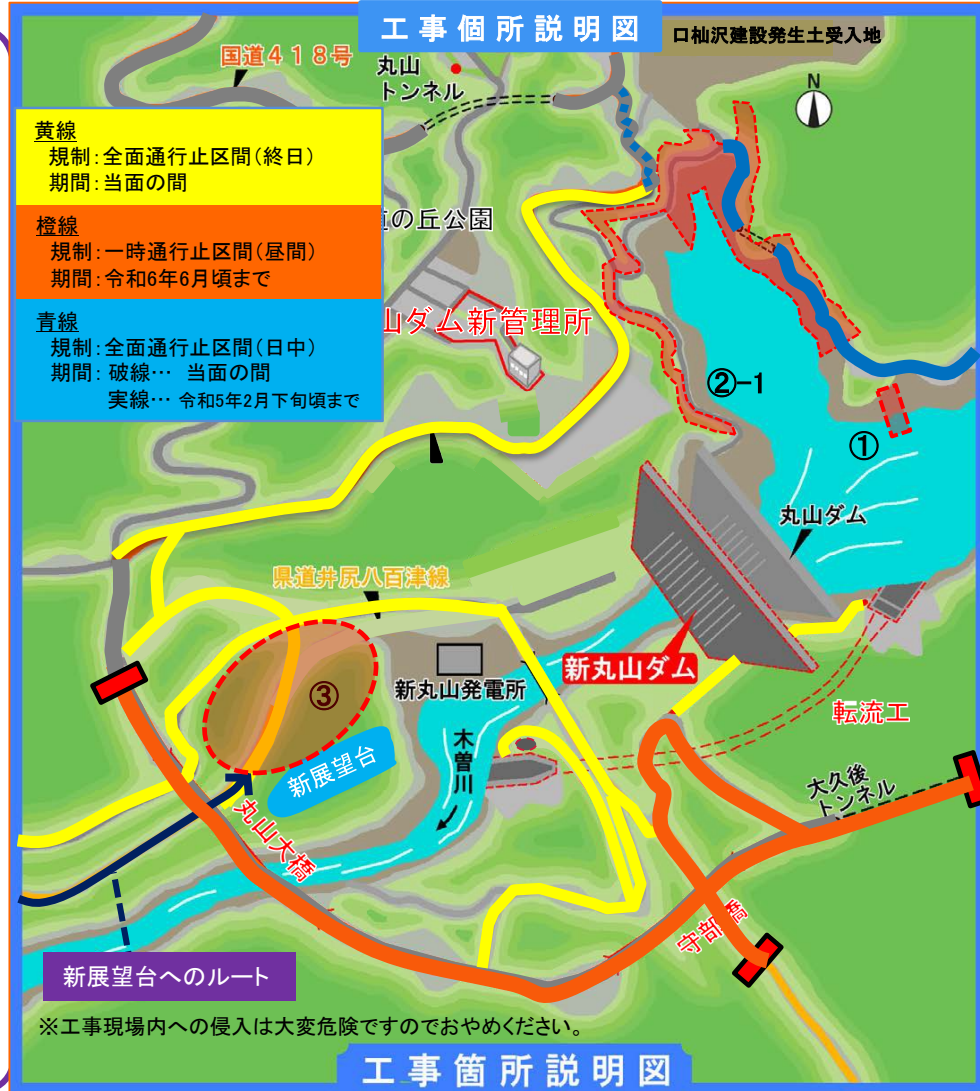 工事個所説明図
口杣沢建設発生土受入地
国道418号
丸山
トンネル
N
黄線
規制:全面通行止区間(終日)
期間:当面の間
橙線
規制:一時通行止区間(昼間)
期間:令和6年6月頃まで
青線
規制:全面通行止区間(日中)
期間:破線… 当面の間
実線… 令和5年2月下旬頃まで
の丘公園
山ダム新管理所
②-1
①
丸山ダム
県道井尻八百津線
新丸山発電所
新丸山ダム
③
転流工
新展望台
木曽川
大久後
トンネル
丸山大橋
守部橋
新展望台へのルート
※工事現場内への侵入は大変危険ですのでおやめください。
工事箇所説明図